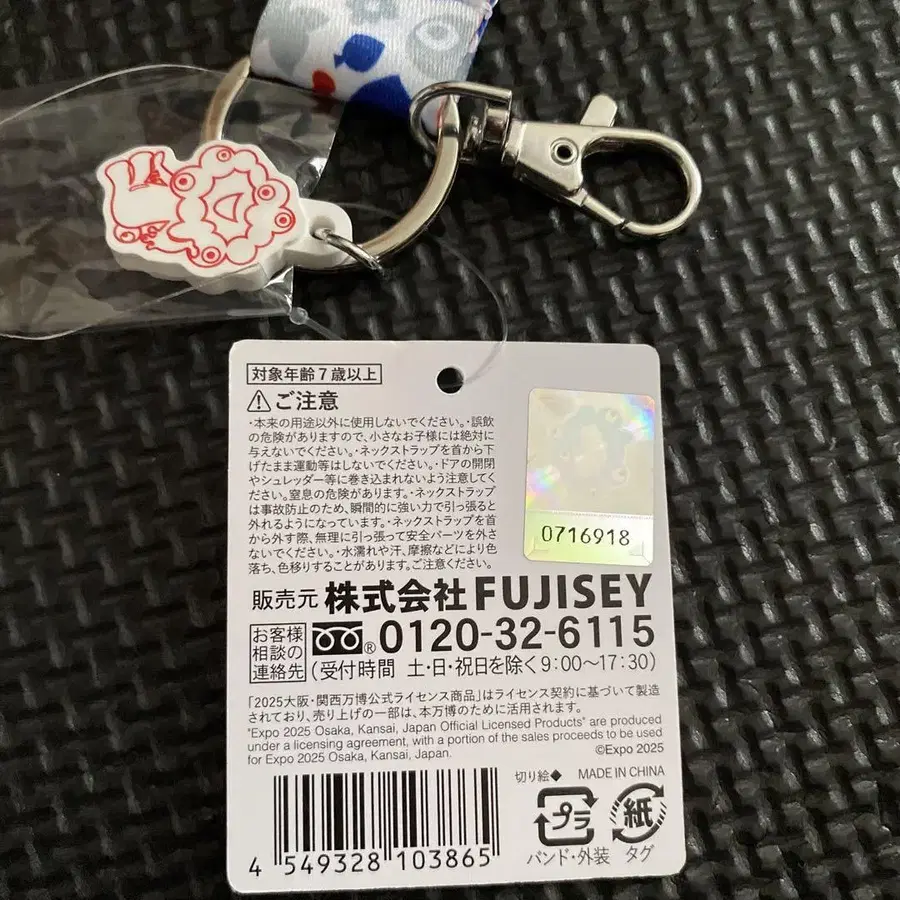 対象年齢7歳以上
⚠ご注意
・本来の用途以外に使用しないでください。・誤飲
の危険がありますので、小さなお子様には絶対に
与えないでください。・ネックストラップを首から下
げたまま運動等はしないでください。・ドアの開閉
やシュレッダー等に巻き込まれないよう注意してく
ださい。窒息の危険があります。・ネックストラップ
は事故防止のため、瞬間的に強い力で引っ張ると
外れるようになっています。・ネックストラップを首
から外す際、無理に引っ張って安全パーツを外さ
ないでください。・水濡れや汗、摩擦などにより色
落ち、色移りすることがあります。ご注意ください。
0716918
販売元 株式会社FUJISEY
お客様
相談の
連絡先
® 0120-32-6115
(受付時間 土・日・祝日を除く9:00〜17:30)
「2025大阪・関西万博公式ライセンス商品」はライセンス契約に基づいて製造
されており、売り上げの一部は、本万博のために活用されます。
"Expo 2025 Osaka, Kansai, Japan Official Licensed Products" are produced
under a licensing agreement, with a portion of the sales proceeds to be used
for Expo 2025 Osaka, Kansai, Japan.
©Expo 2025
切り絵◆ MADE IN CHINA
プラ
紙
バンド・外装 タグ
4 549328 103865